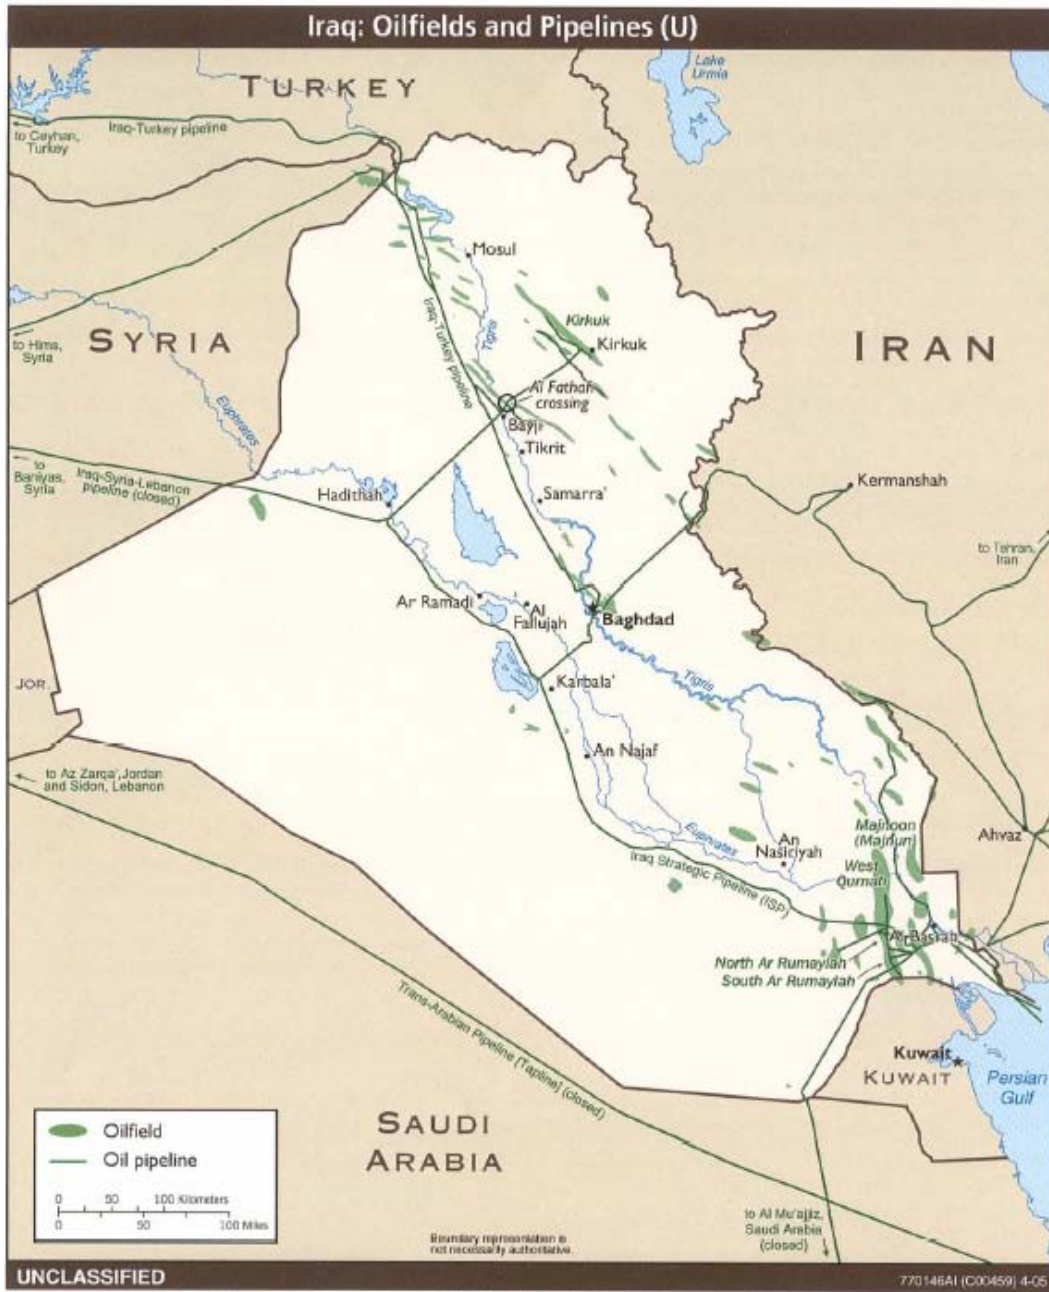 Iraq: Oilfields and Pipelines (U)
TURKEY
Lake
Urmia
to Ceyhan,
Turkey
Iraq-Turkey pipeline
Mosul
Tigris
Iraq-Turkey pipeline
Kirkuk
Kirkuk
SYRIA
to Hims,
Syria
IRAN
Euphrates
Al Fathah
crossing
Bayji
Tikrit
to
Baniyas,
Syria
Iraq-Syria-Lebanon
pipeline (closed)
Hadithah
Samarra'
Kermanshah
to Tehran,
Iran
Ar Ramadi
Al
Fallujah
Baghdad
JOR.
Karbala'
Tigris
An Najaf
to Az Zarqa', Jordan
and Sidon, Lebanon
Euphrates
An
Nasiriyah
Majnoon
(Majnun)
Ahvaz
West
Qurnah
Iraq Strategic Pipeline (ISP)
Al Basrah
North Ar Rumaylah
South Ar Rumaylah
Trans-Arabian Pipeline [Tapline] (closed)
Kuwait
KUWAIT
Persian
Gulf
SAUDI
ARABIA
Oilfield
Oil pipeline
0 50 100 Kilometers
0 50 100 Miles
to Al Mu'ajjiz,
Saudi Arabia
(closed)
Boundary representation is
not necessarily authoritative.
UNCLASSIFIED
770146AI (C00459) 4-05